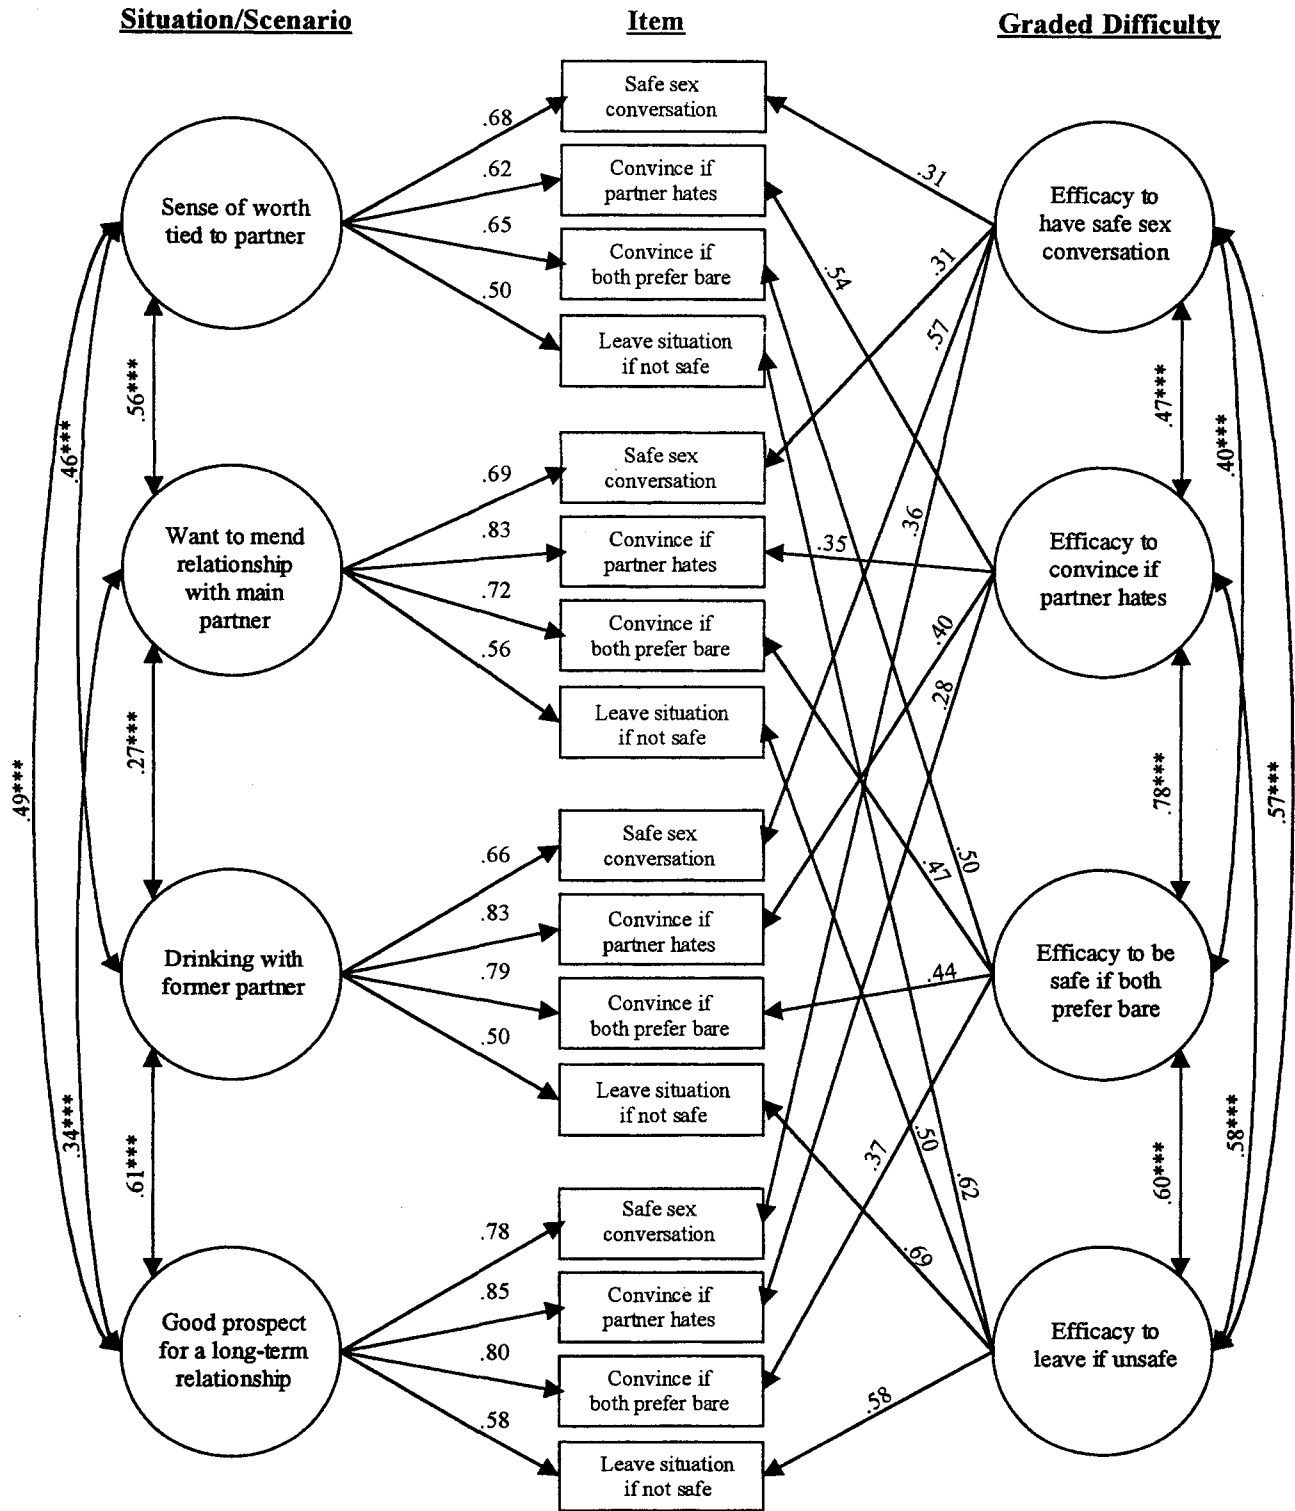 Situation/Scenario
Item
Graded Difficulty
Sense of worth
tied to partner
Want to mend
relationship
with main
partner
Drinking with
former partner
Good prospect
for a long-term
relationship
.56***
.27***
.61***
.46***
.34***
.49***
.68
.62
.65
.50
.69
.83
.72
.56
.66
.83
.79
.50
.78
.85
.80
.58
Safe sex
conversation
Convince if
partner hates
Convince if
both prefer bare
Leave situation
if not safe
Safe sex
conversation
Convince if
partner hates
Convince if
both prefer bare
Leave situation
if not safe
Safe sex
conversation
Convince if
partner hates
Convince if
both prefer bare
Leave situation
if not safe
Safe sex
conversation
Convince if
partner hates
Convince if
both prefer bare
Leave situation
if not safe
.31
.31
.54
.57
.36
.35
.40
.28
.50
.47
.44
.37
.50
.62
.69
.58
Efficacy to
have safe sex
conversation
Efficacy to
convince if
partner hates
Efficacy to be
safe if both
prefer bare
Efficacy to
leave if unsafe
.47***
.78***
.60***
.40***
.58***
.57***